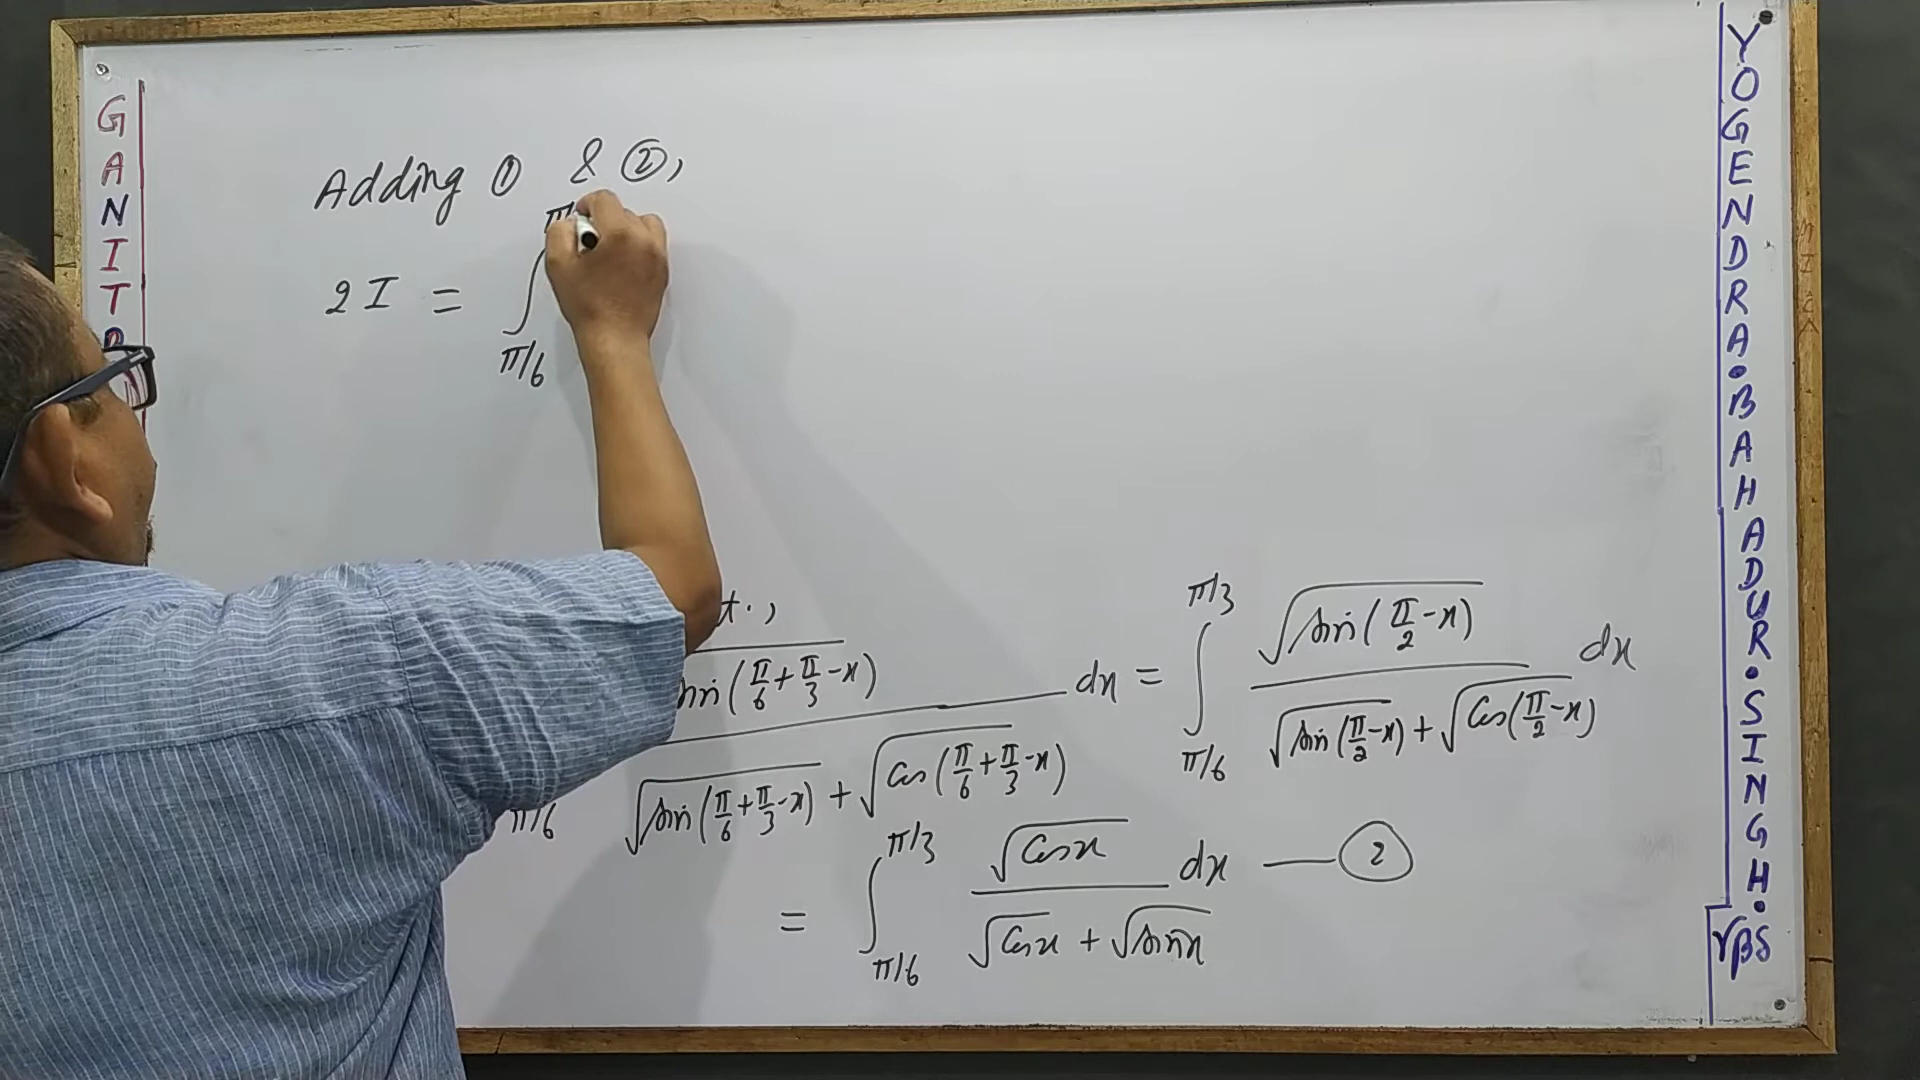 GANIT
Adding ① & ②,
2I = ∫_{π/6}^{π/
t.,
sin(π/6+π/3-x)
√sin(π/6+π/3-x) + √Cos(π/6+π/3-x) dx = ∫_{π/6}^{π/3} √sin(π/2-x) / √sin(π/2-x) + √Cos(π/2-x) dx
π/6
= ∫_{π/6}^{π/3} √Cosx / √Cosx + √sinx dx — ②
YOGENDRA•BAHADUR•SINGH•
YBS